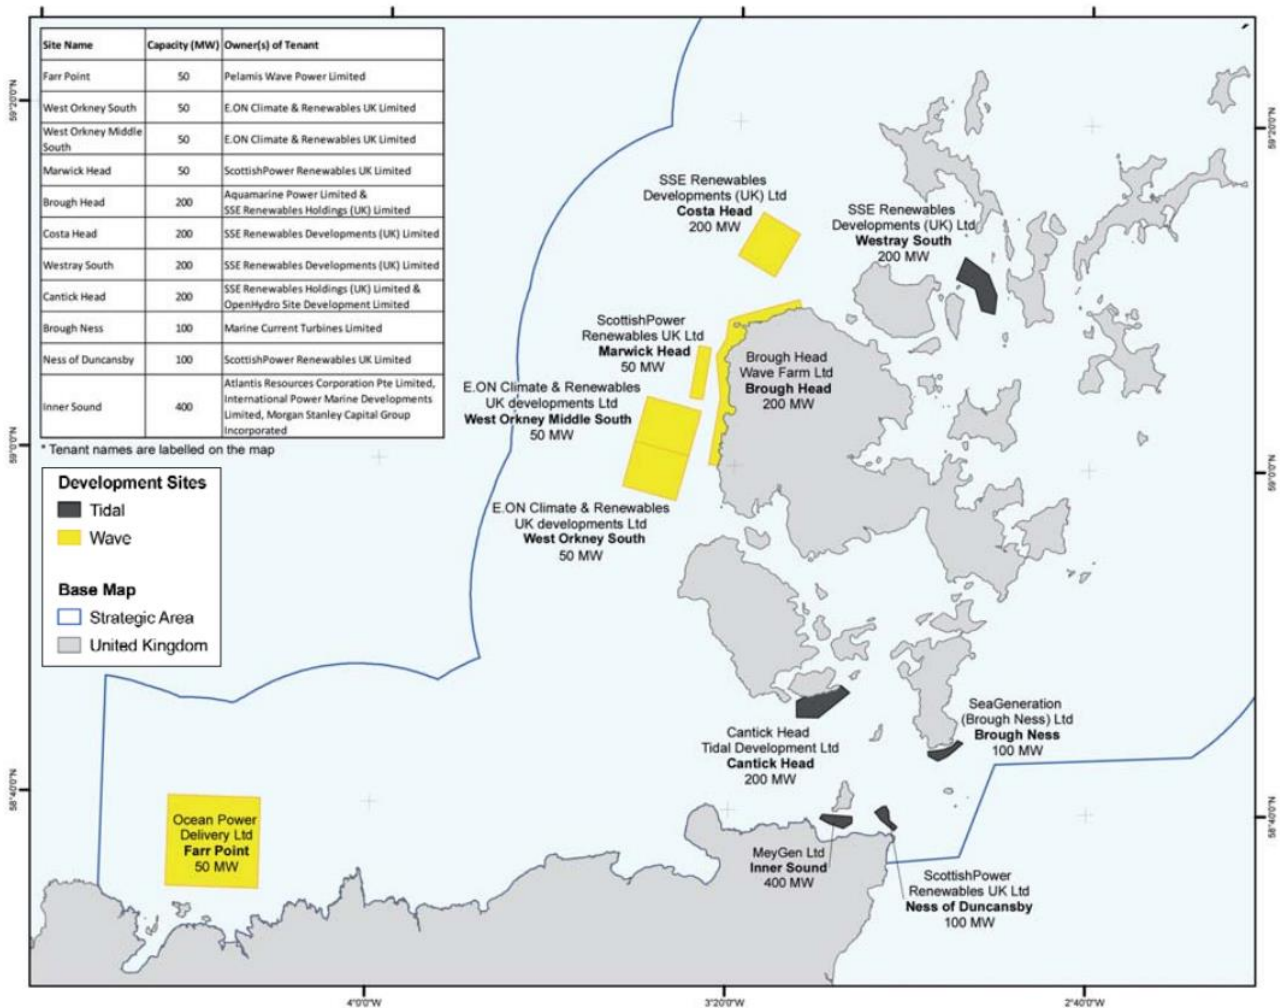 Site Name Capacity (MW) Owner(s) of Tenant
Farr Point 50 Pelamis Wave Power Limited
West Orkney South 50 E.ON Climate & Renewables UK Limited
West Orkney Middle
South 50 E.ON Climate & Renewables UK Limited
Marwick Head 50 ScottishPower Renewables UK Limited
Brough Head 200 Aquamarine Power Limited &
SSE Renewables Holdings (UK) Limited
Costa Head 200 SSE Renewables Developments (UK) Limited
Westray South 200 SSE Renewables Developments (UK) Limited
Cantick Head 200 SSE Renewables Holdings (UK) Limited &
OpenHydro Site Development Limited
Brough Ness 100 Marine Current Turbines Limited
Ness of Duncansby 100 ScottishPower Renewables UK Limited
Inner Sound 400 Atlantis Resources Corporation Pte Limited,
International Power Marine Developments
Limited, Morgan Stanley Capital Group
Incorporated
* Tenant names are labelled on the map
Development Sites
Tidal
Wave
Base Map
Strategic Area
United Kingdom
SSE Renewables
Developments (UK) Ltd
Costa Head
200 MW
SSE Renewables
Developments (UK) Ltd
Westray South
200 MW
ScottishPower
Renewables UK Ltd
Marwick Head
50 MW
Brough Head
Wave Farm Ltd
Brough Head
200 MW
E.ON Climate & Renewables
UK developments Ltd
West Orkney Middle South
50 MW
E.ON Climate & Renewables
UK developments Ltd
West Orkney South
50 MW
SeaGeneration
(Brough Ness) Ltd
Brough Ness
100 MW
Cantick Head
Tidal Development Ltd
Cantick Head
200 MW
Ocean Power
Delivery Ltd
Farr Point
50 MW
MeyGen Ltd
Inner Sound
400 MW
ScottishPower
Renewables UK Ltd
Ness of Duncansby
100 MW
59°20'0"N
59°0'0"N
58°40'0"N
59°20'0"N
59°0'0"N
58°40'0"N
4°0'0"W
3°20'0"W
2°40'0"W